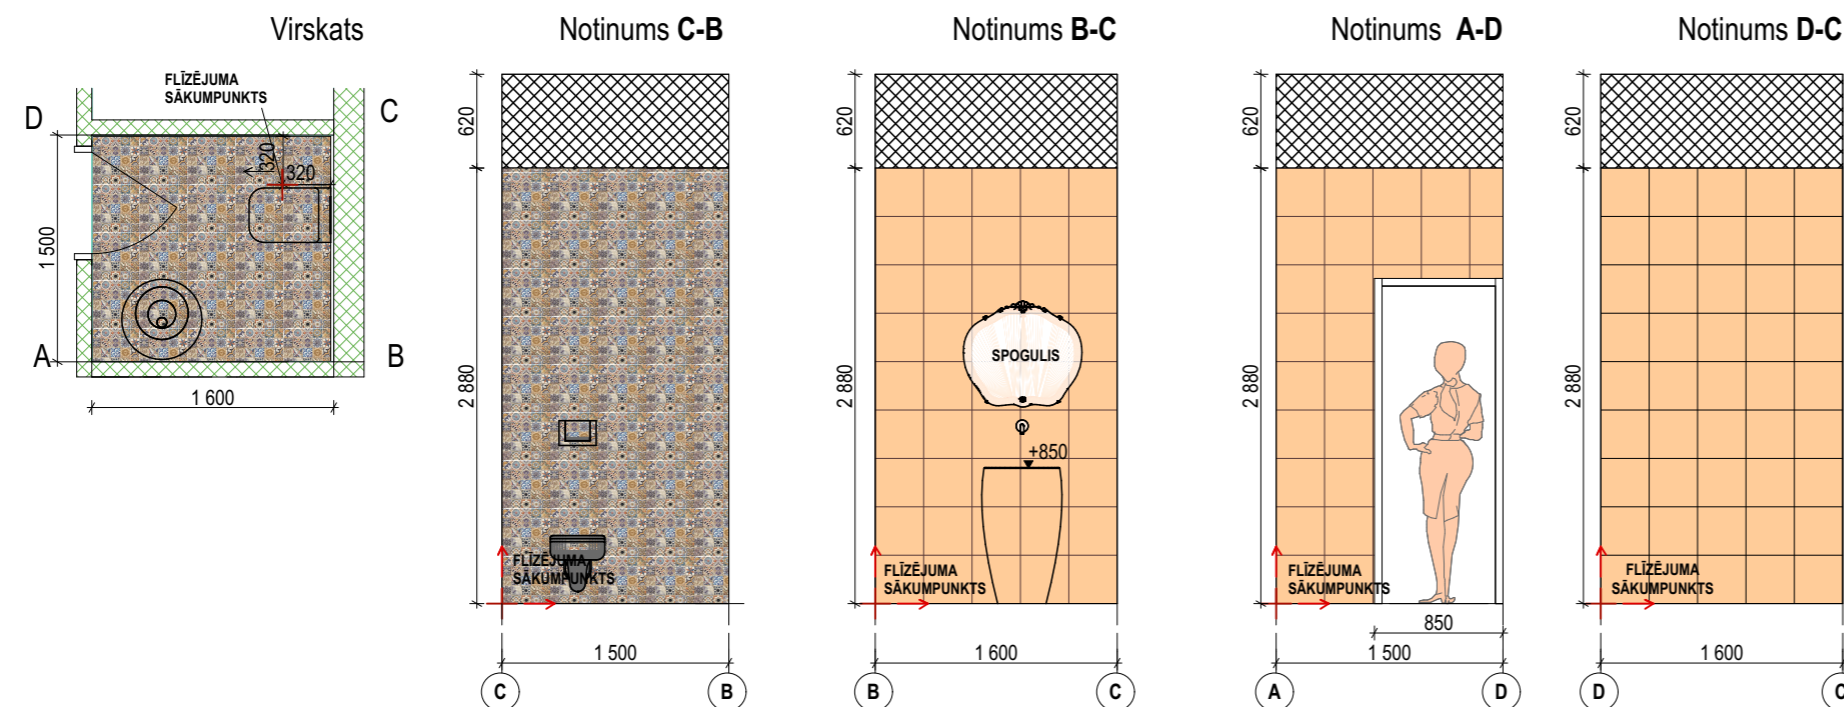 Virskats
Notinums C-B
Notinums B-C
Notinums A-D
Notinums D-C
FLĪZĒJUMA
SĀKUMPUNKTS
D
C
320
320
1 500
A
B
1 600
620
2 880
FLĪZĒJUMA
SĀKUMPUNKTS
1 500
C
B
620
2 880
SPOGULIS
+850
FLĪZĒJUMA
SĀKUMPUNKTS
1 600
B
C
620
2 880
FLĪZĒJUMA
SĀKUMPUNKTS
850
1 500
A
D
620
2 880
FLĪZĒJUMA
SĀKUMPUNKTS
1 600
D
C